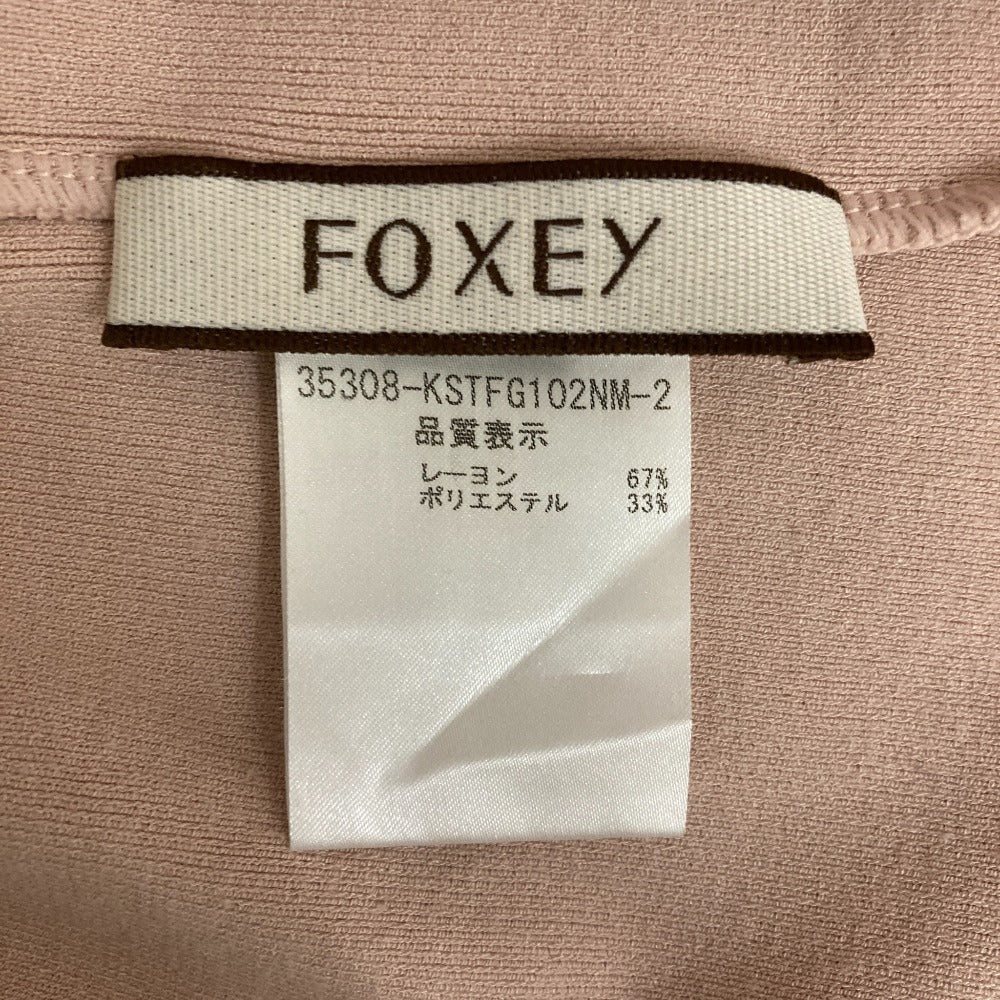 FOXEY
35308-KSTFG102NM-2
品質表示
レーヨン 67%
ポリエステル 33%